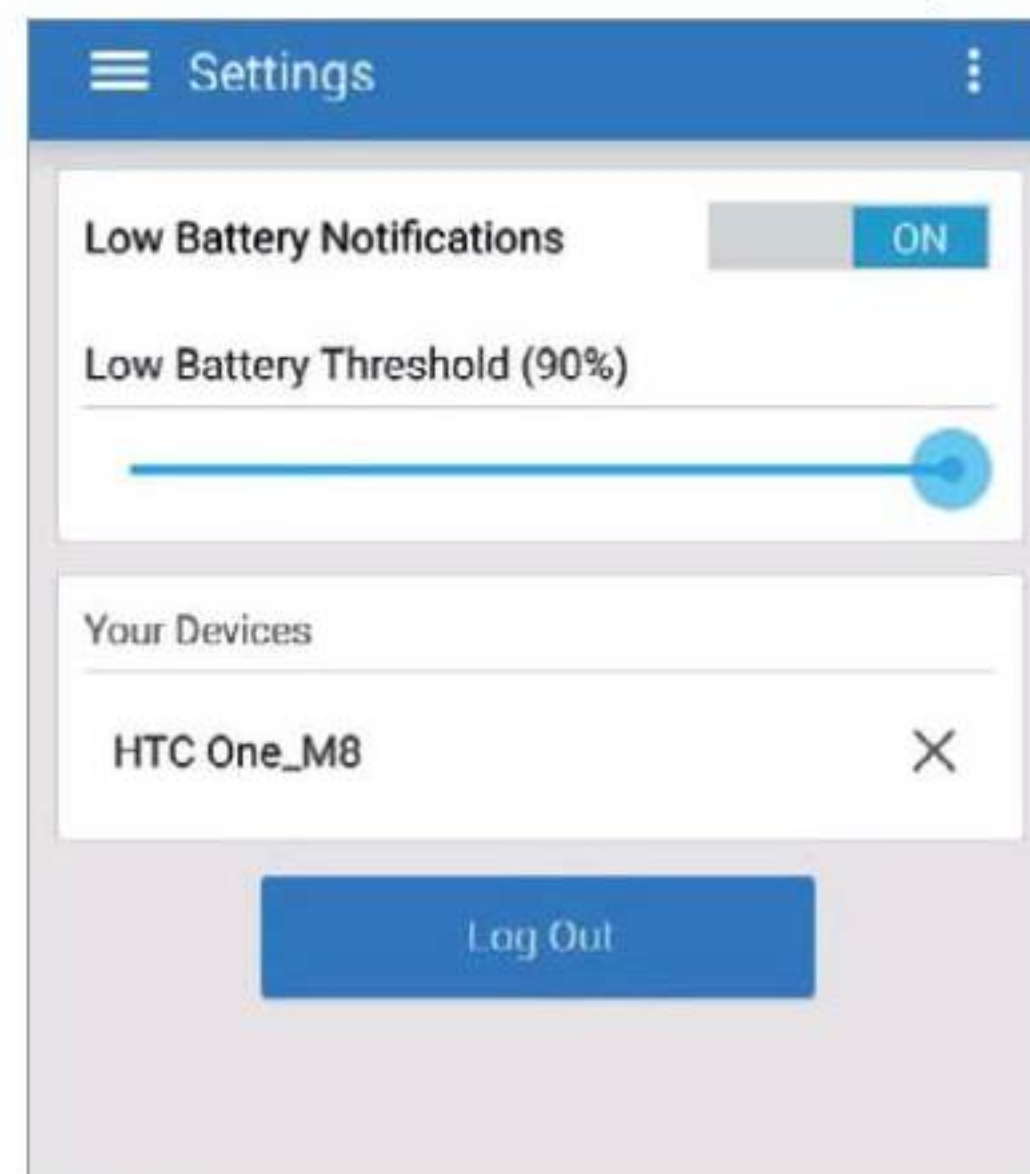 Settings
Low Battery Notifications ON
Low Battery Threshold (90%)
Your Devices
HTC One_M8
Log Out